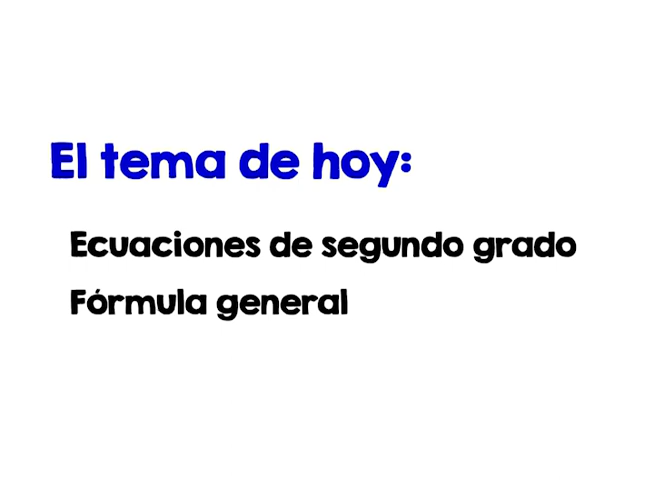 El tema de hoy:
Ecuaciones de segundo grado
Fórmula general